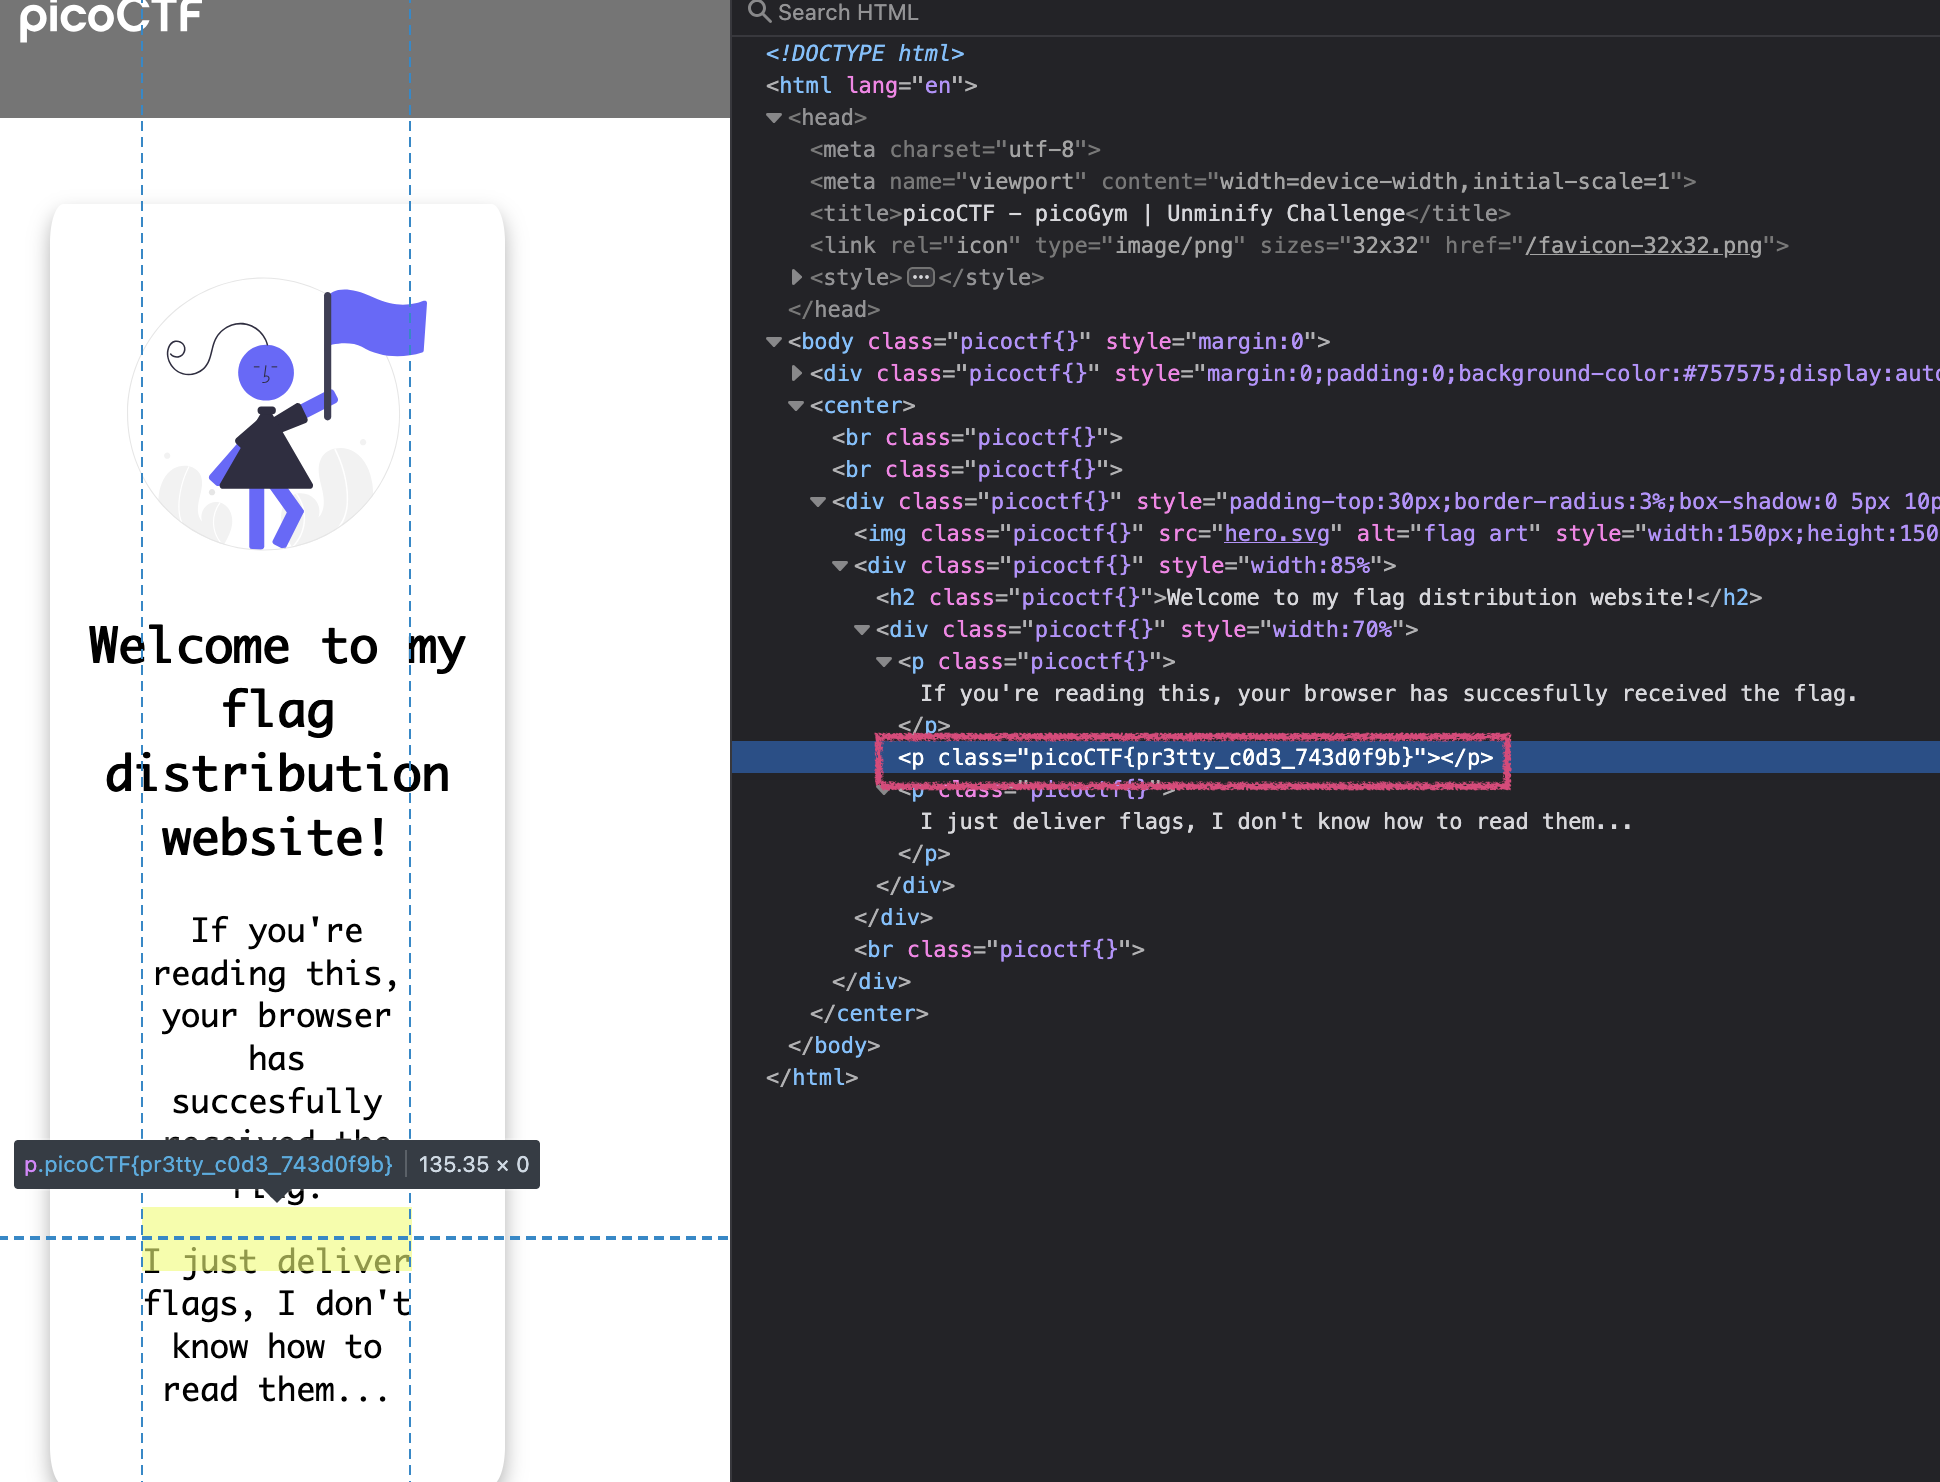 picoCTF
Welcome to my
flag
distribution
website!
If you're
reading this,
your browser
has
succesfully
received the
flag.
p.picoCTF{pr3tty_c0d3_743d0f9b} 135.35 × 0
I just deliver
flags, I don't
know how to
read them...
Search HTML
<!DOCTYPE html>
<html lang="en">
<head>
<meta charset="utf-8">
<meta name="viewport" content="width=device-width,initial-scale=1">
<title>picoCTF - picoGym | Unminify Challenge</title>
<link rel="icon" type="image/png" sizes="32x32" href="/favicon-32x32.png">
<style>…</style>
</head>
<body class="picoctf{}" style="margin:0">
<div class="picoctf{}" style="margin:0;padding:0;background-color:#757575;display:auto
<center>
<br class="picoctf{}">
<br class="picoctf{}">
<div class="picoctf{}" style="padding-top:30px;border-radius:3%;box-shadow:0 5px 10p
<img class="picoctf{}" src="hero.svg" alt="flag art" style="width:150px;height:150
<div class="picoctf{}" style="width:85%">
<h2 class="picoctf{}">Welcome to my flag distribution website!</h2>
<div class="picoctf{}" style="width:70%">
<p class="picoctf{}">
If you're reading this, your browser has succesfully received the flag.
</p>
<p class="picoCTF{pr3tty_c0d3_743d0f9b}"></p>
<p class="picoctf{}">
I just deliver flags, I don't know how to read them...
</p>
</div>
</div>
<br class="picoctf{}">
</div>
</center>
</body>
</html>